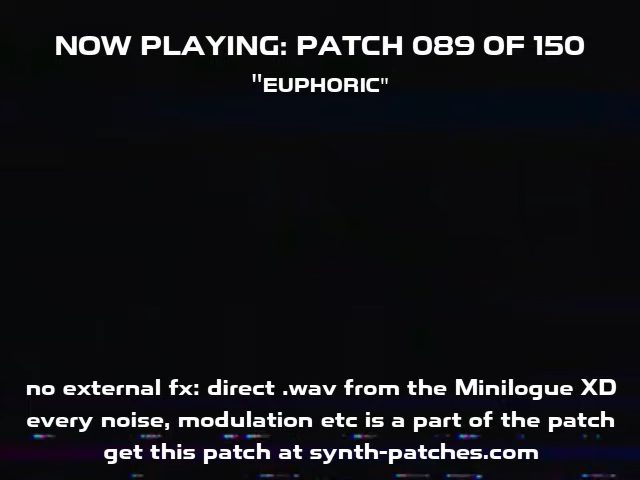 NOW PLAYING: PATCH 089 OF 150
"EUPHORIC"
no external fx: direct .wav from the Minilogue XD
every noise, modulation etc is a part of the patch
get this patch at synth-patches.com